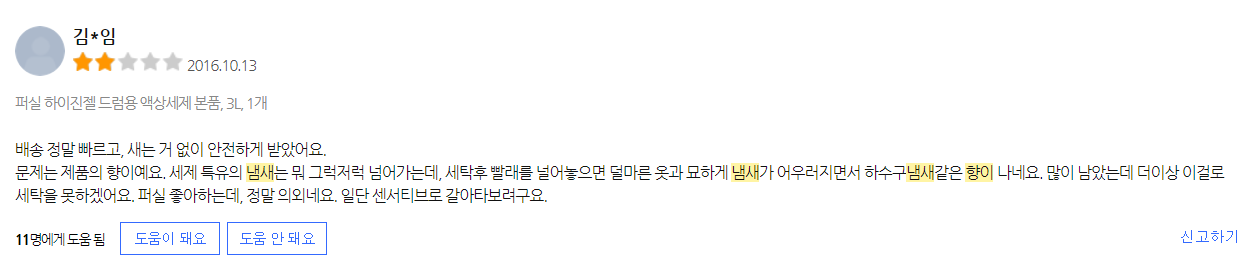 김*임
2016.10.13
퍼실 하이진젤 드럼용 액상세제 본품, 3L, 1개
배송 정말 빠르고, 새는 거 없이 안전하게 받았어요.
문제는 제품의 향이예요. 세제 특유의 냄새는 뭐 그럭저럭 넘어가는데, 세탁후 빨래를 널어놓으면 덜마른 옷과 묘하게 냄새가 어우러지면서 하수구냄새같은 향이 나네요. 많이 남았는데 더이상 이걸로
세탁을 못하겠어요. 퍼실 좋아하는데, 정말 의외네요. 일단 센서티브로 갈아타보려구요.
11명에게 도움 됨 도움이 돼요 도움 안 돼요 신고하기